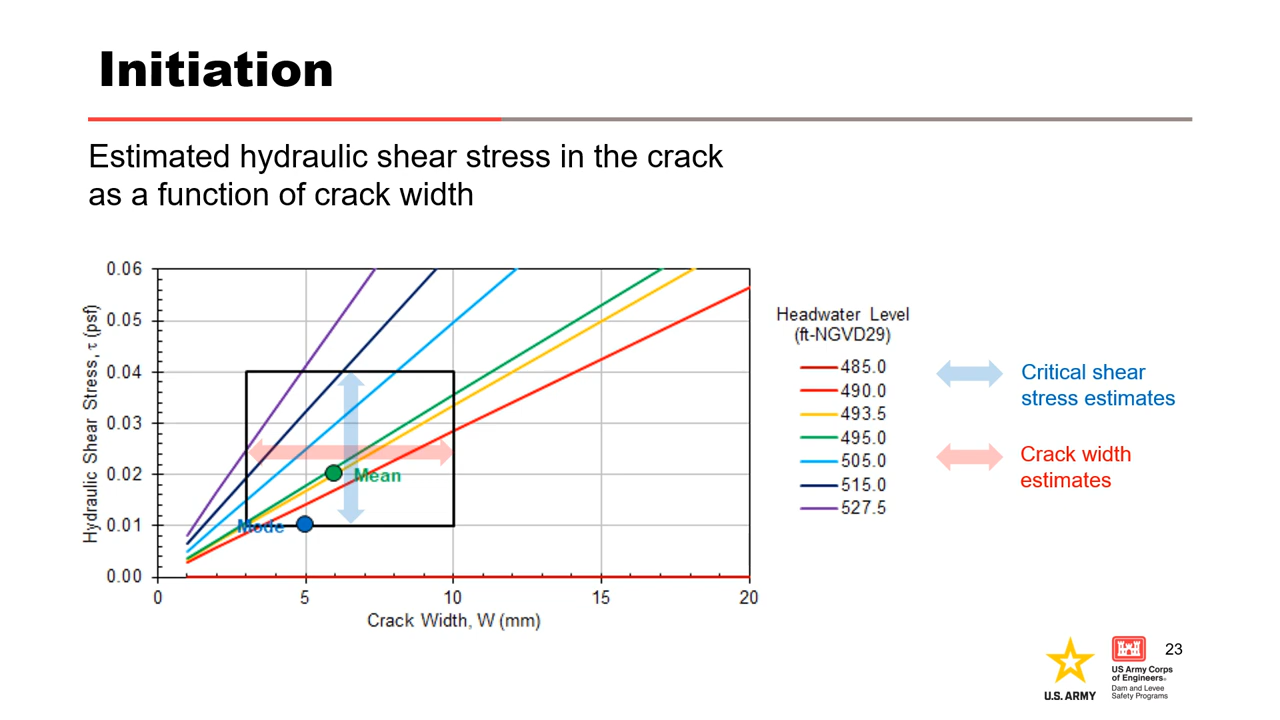 Initiation
Estimated hydraulic shear stress in the crack
as a function of crack width
Hydraulic Shear Stress, τ (psf)
0.06
0.05
0.04
0.03
0.02
0.01
0.00
Mean
Mode
0
5
10
15
20
Crack Width, W (mm)
Headwater Level
(ft-NGVD29)
485.0
490.0
493.5
495.0
505.0
515.0
527.5
Critical shear
stress estimates
Crack width
estimates
U.S. ARMY
US Army Corps
of Engineers®
Dam and Levee
Safety Programs
23